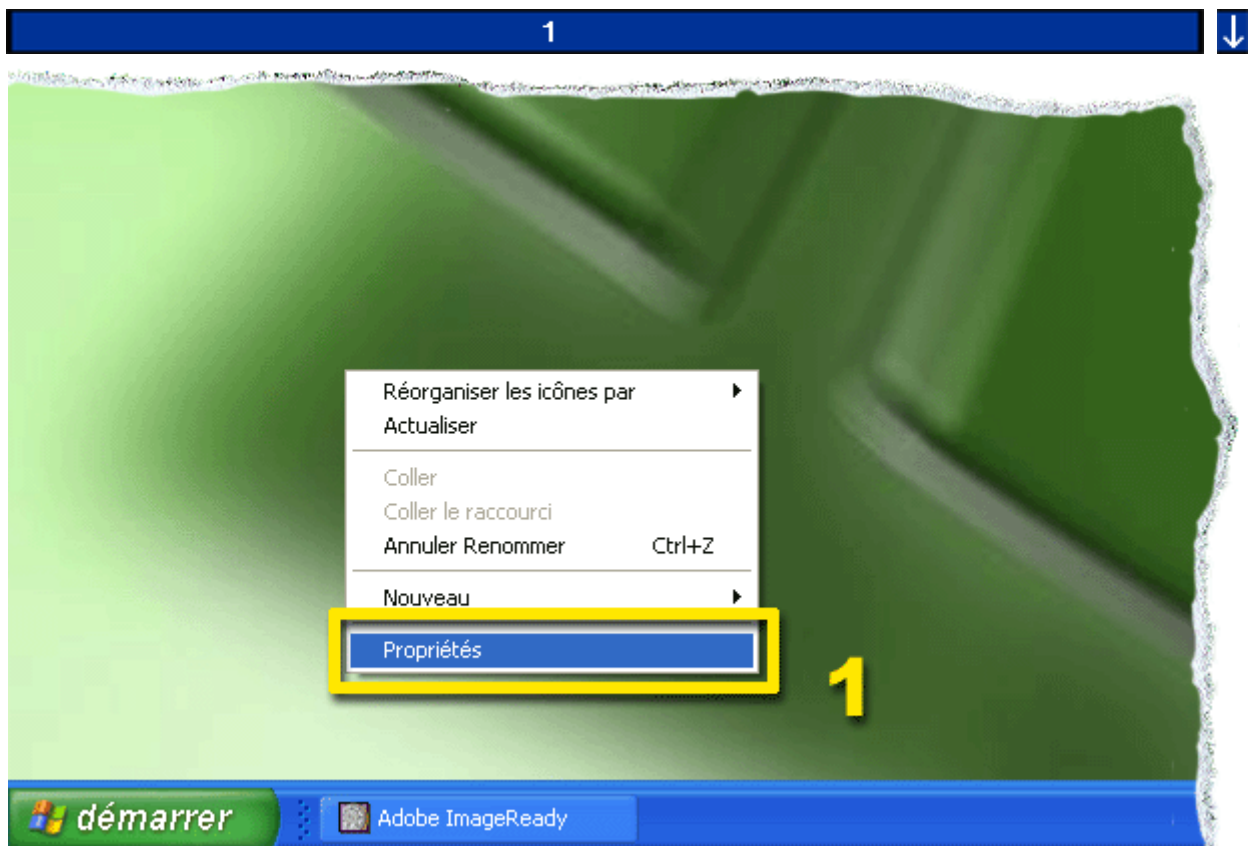 1
Réorganiser les icônes par
Actualiser
Coller
Coller le raccourci
Annuler Renommer Ctrl+Z
Nouveau
Propriétés
1
démarrer
Adobe ImageReady